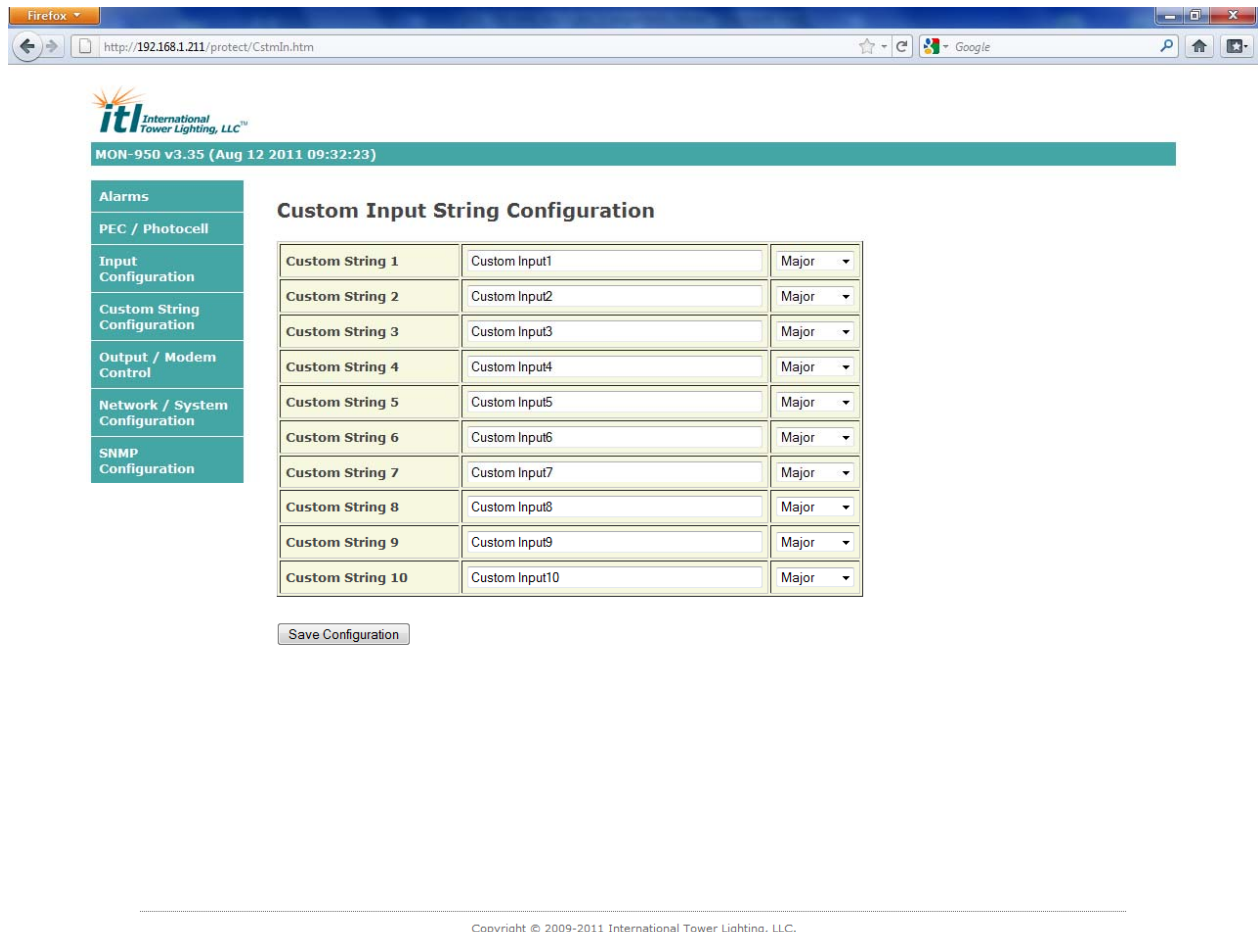 Firefox
http://192.168.1.211/protect/CstmIn.htm
Google
itl International
Tower Lighting, LLC™
MON-950 v3.35 (Aug 12 2011 09:32:23)
Alarms
PEC / Photocell
Input
Configuration
Custom String
Configuration
Output / Modem
Control
Network / System
Configuration
SNMP
Configuration
Custom Input String Configuration
Custom String 1 Custom Input1 Major
Custom String 2 Custom Input2 Major
Custom String 3 Custom Input3 Major
Custom String 4 Custom Input4 Major
Custom String 5 Custom Input5 Major
Custom String 6 Custom Input6 Major
Custom String 7 Custom Input7 Major
Custom String 8 Custom Input8 Major
Custom String 9 Custom Input9 Major
Custom String 10 Custom Input10 Major
Save Configuration
Copyright © 2009-2011 International Tower Lighting, LLC.